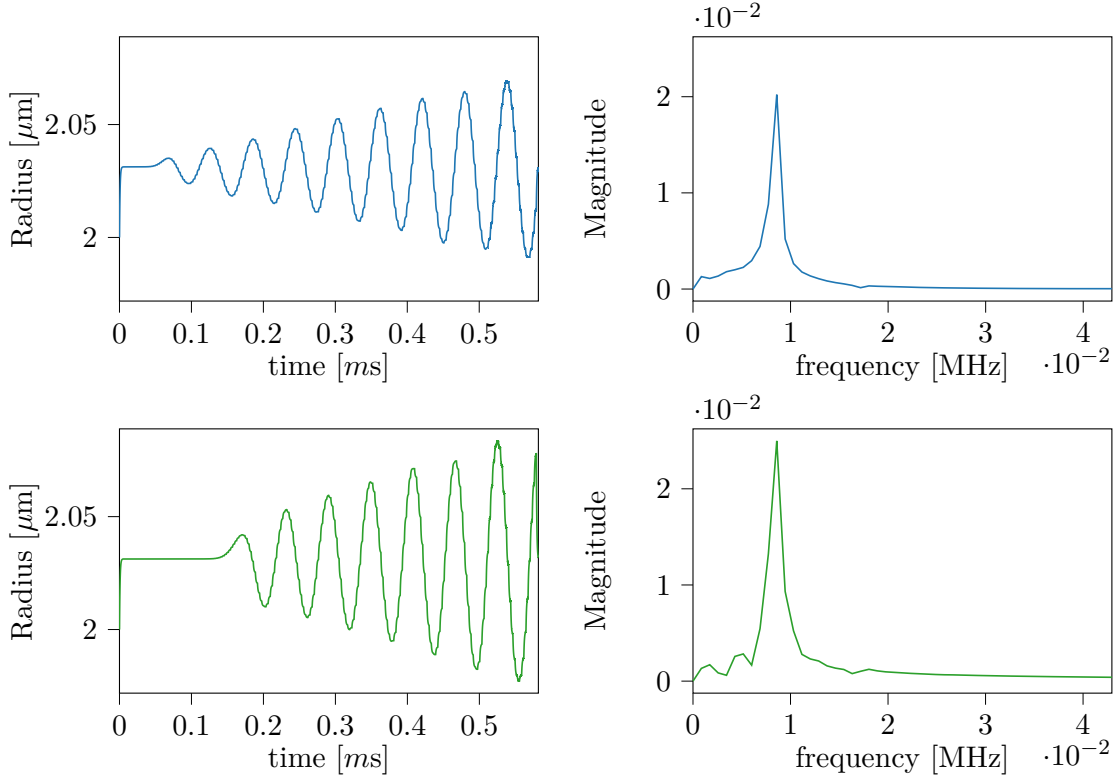 ·10⁻²
2.05
2
Radius [μm]
0 0.1 0.2 0.3 0.4 0.5
time [ms]
2
1
0
Magnitude
0 1 2 3 4
frequency [MHz] ·10⁻²
·10⁻²
2.05
2
Radius [μm]
0 0.1 0.2 0.3 0.4 0.5
time [ms]
2
1
0
Magnitude
0 1 2 3 4
frequency [MHz] ·10⁻²